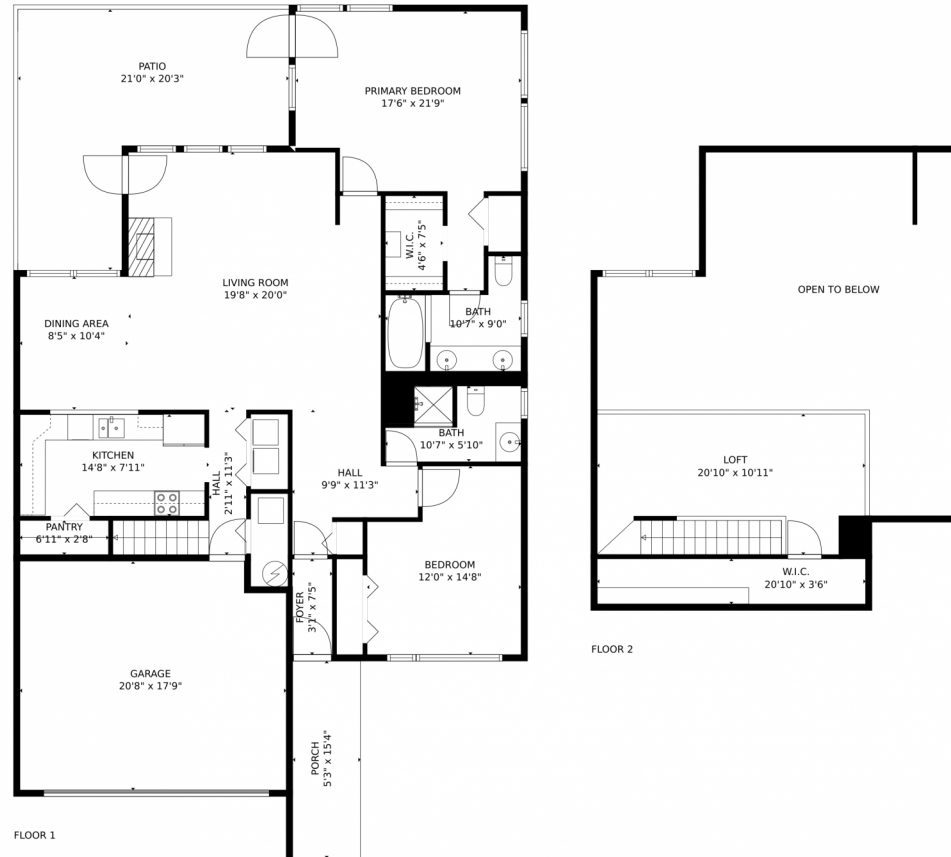 PATIO
21'0" x 20'3"
PRIMARY BEDROOM
17'6" x 21'9"
W.I.C.
4'6" x 7'5"
LIVING ROOM
19'8" x 20'0"
OPEN TO BELOW
DINING AREA
8'5" x 10'4"
BATH
10'7" x 9'0"
BATH
10'7" x 5'10"
KITCHEN
14'8" x 7'11"
HALL
2'11" x 11'3"
HALL
9'9" x 11'3"
LOFT
20'10" x 10'11"
PANTRY
6'11" x 2'8"
BEDROOM
12'0" x 14'8"
W.I.C.
20'10" x 3'6"
FOYER
3'1" x 7'5"
FLOOR 2
GARAGE
20'8" x 17'9"
PORCH
5'3" x 15'4"
FLOOR 1